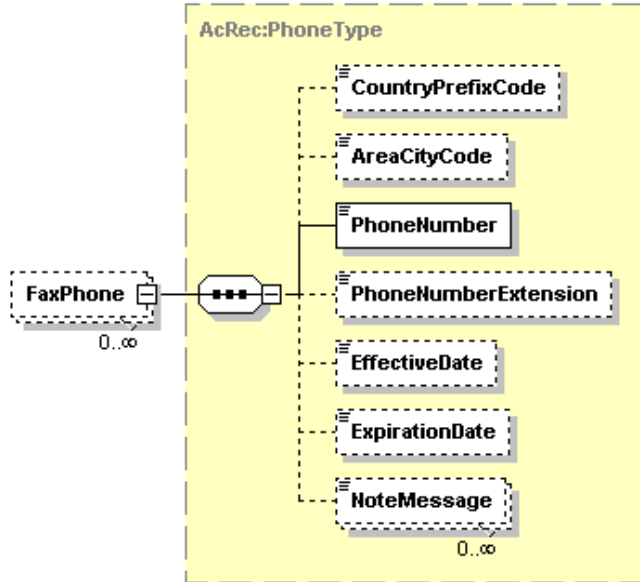 AcRec:PhoneType
CountryPrefixCode
AreaCityCode
PhoneNumber
FaxPhone
0..∞
PhoneNumberExtension
EffectiveDate
ExpirationDate
NoteMessage
0..∞